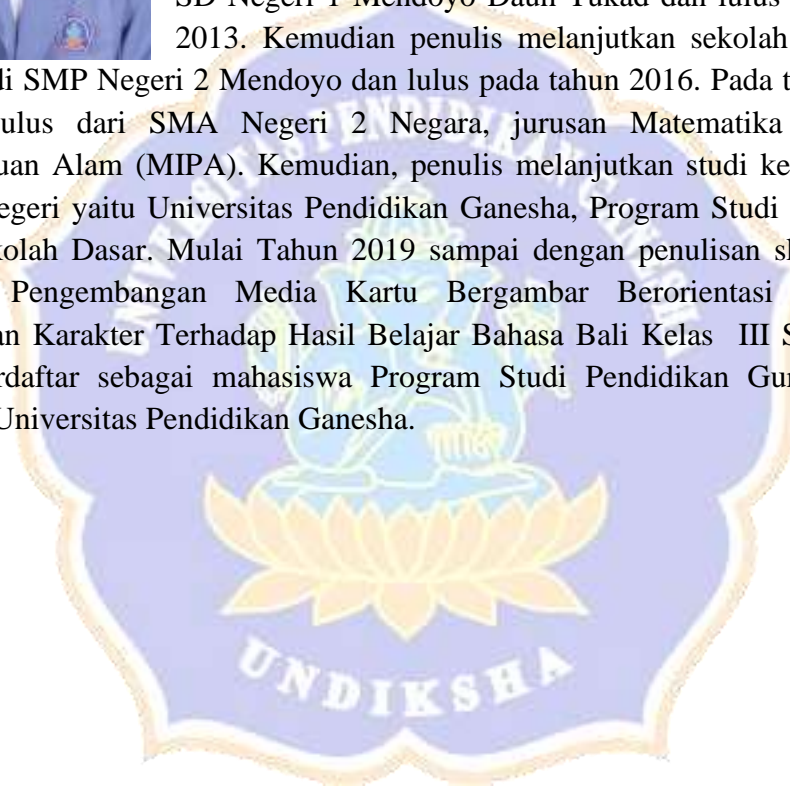 SD Negeri 1 Mendoyo Dauh Tukad dan lulus
2013. Kemudian penulis melanjutkan sekolah
di SMP Negeri 2 Mendoyo dan lulus pada tahun 2016. Pada t
ulus dari SMA Negeri 2 Negara, jurusan Matematika
uan Alam (MIPA). Kemudian, penulis melanjutkan studi ke
egeri yaitu Universitas Pendidikan Ganesha, Program Studi
kolah Dasar. Mulai Tahun 2019 sampai dengan penulisan sk
Pengembangan Media Kartu Bergambar Berorientasi
an Karakter Terhadap Hasil Belajar Bahasa Bali Kelas III S
rdaftar sebagai mahasiswa Program Studi Pendidikan Gur
Universitas Pendidikan Ganesha.
UNIVERSITAS PENDIDIKAN GANESHA
UNDIKSHA